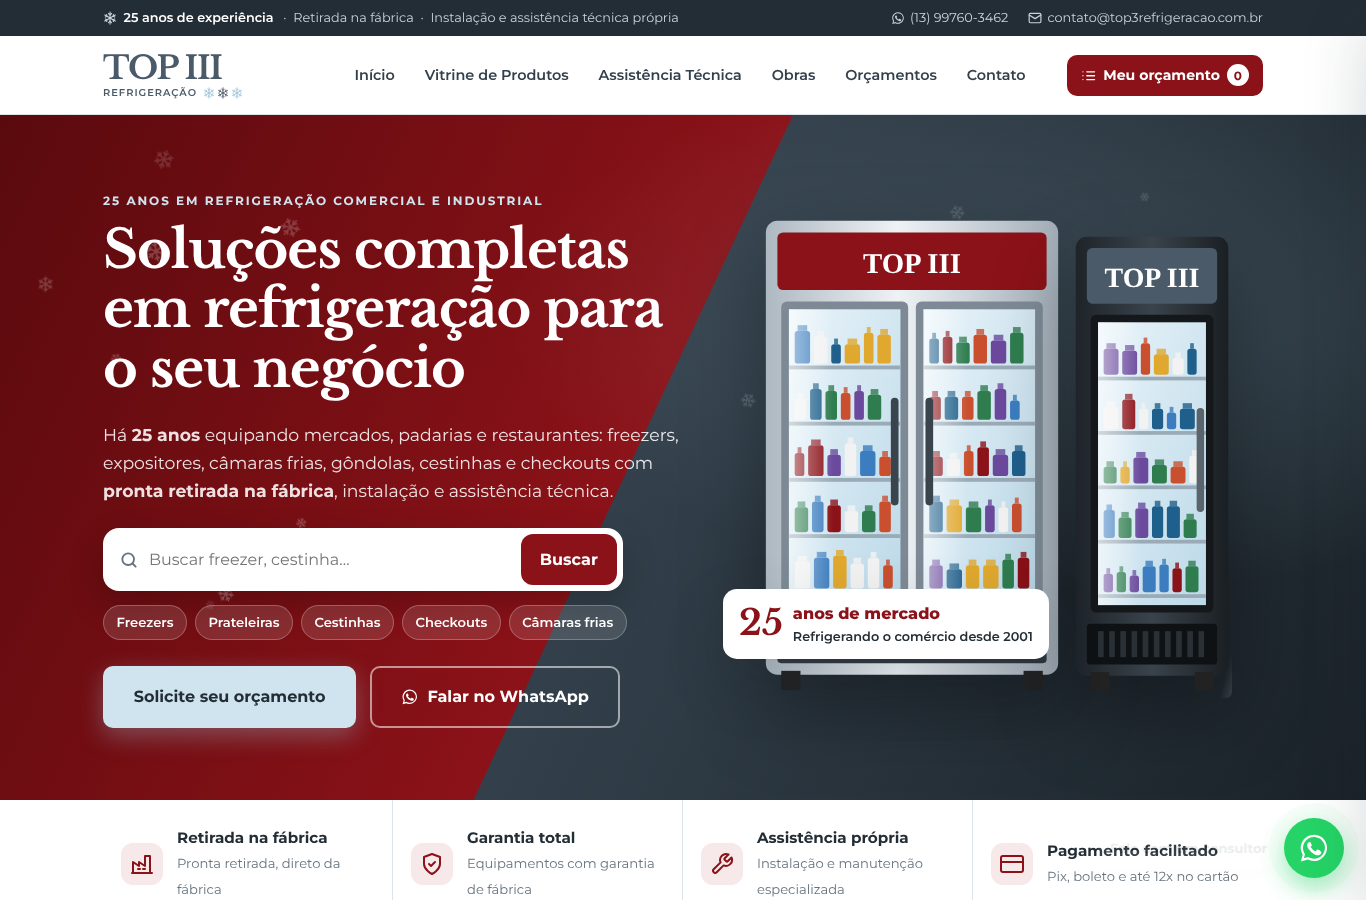 25 anos de experiência · Retirada na fábrica · Instalação e assistência técnica própria
(13) 99760-3462
contato@top3refrigeracao.com.br
TOP III
REFRIGERAÇÃO
Início
Vitrine de Produtos
Assistência Técnica
Obras
Orçamentos
Contato
Meu orçamento 0
25 ANOS EM REFRIGERAÇÃO COMERCIAL E INDUSTRIAL
Soluções completas
em refrigeração para
o seu negócio
Há 25 anos equipando mercados, padarias e restaurantes: freezers,
expositores, câmaras frias, gôndolas, cestinhas e checkouts com
pronta retirada na fábrica, instalação e assistência técnica.
Buscar freezer, cestinha...
Buscar
Freezers
Prateleiras
Cestinhas
Checkouts
Câmaras frias
Solicite seu orçamento
Falar no WhatsApp
TOP III
TOP III
25 anos de mercado
Refrigerando o comércio desde 2001
Retirada na fábrica
Pronta retirada, direto da
fábrica
Garantia total
Equipamentos com garantia
de fábrica
Assistência própria
Instalação e manutenção
especializada
Pagamento facilitado
Pix, boleto e até 12x no cartão